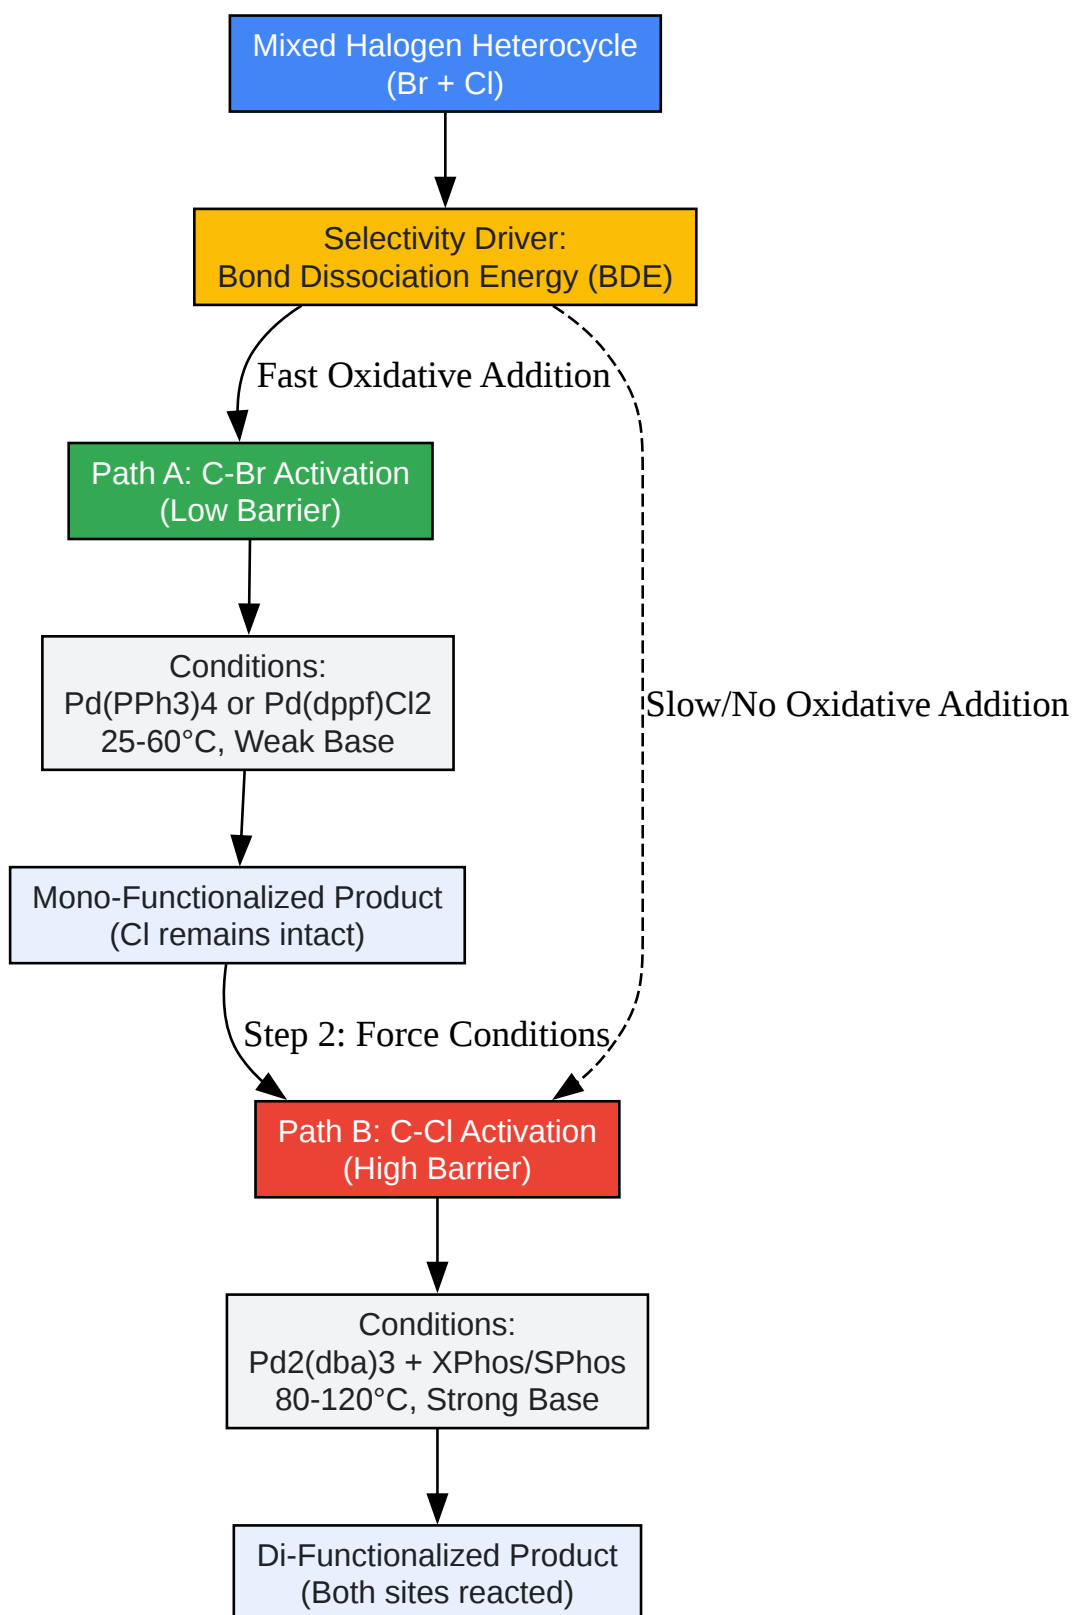 Mixed Halogen Heterocycle
(Br + Cl)
Selectivity Driver:
Bond Dissociation Energy (BDE)
Fast Oxidative Addition
Path A: C-Br Activation
(Low Barrier)
Conditions:
Pd(PPh3)4 or Pd(dppf)Cl2
25-60°C, Weak Base
Slow/No Oxidative Addition
Mono-Functionalized Product
(Cl remains intact)
Step 2: Force Conditions
Path B: C-Cl Activation
(High Barrier)
Conditions:
Pd2(dba)3 + XPhos/SPhos
80-120°C, Strong Base
Di-Functionalized Product
(Both sites reacted)